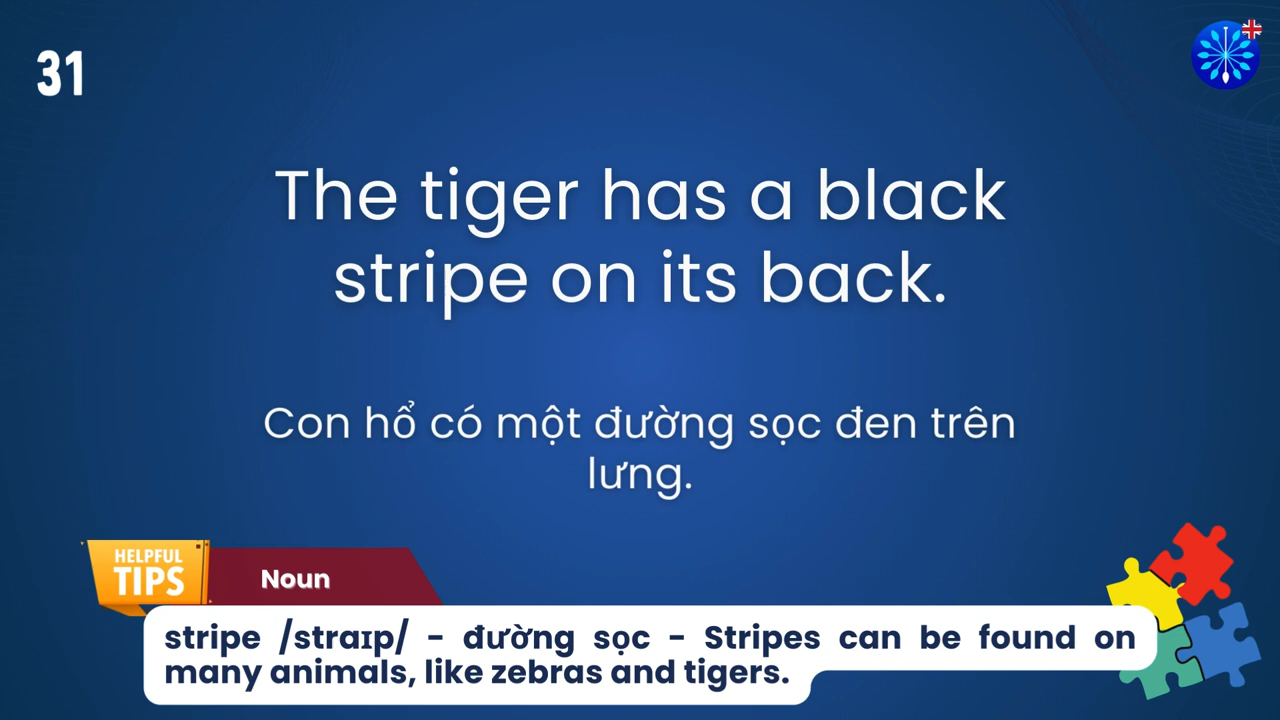 31
The tiger has a black
stripe on its back.
Con hổ có một đường sọc đen trên
lưng.
HELPFUL
TIPS
Noun
stripe /straɪp/ - đường sọc - Stripes can be found on
many animals, like zebras and tigers.